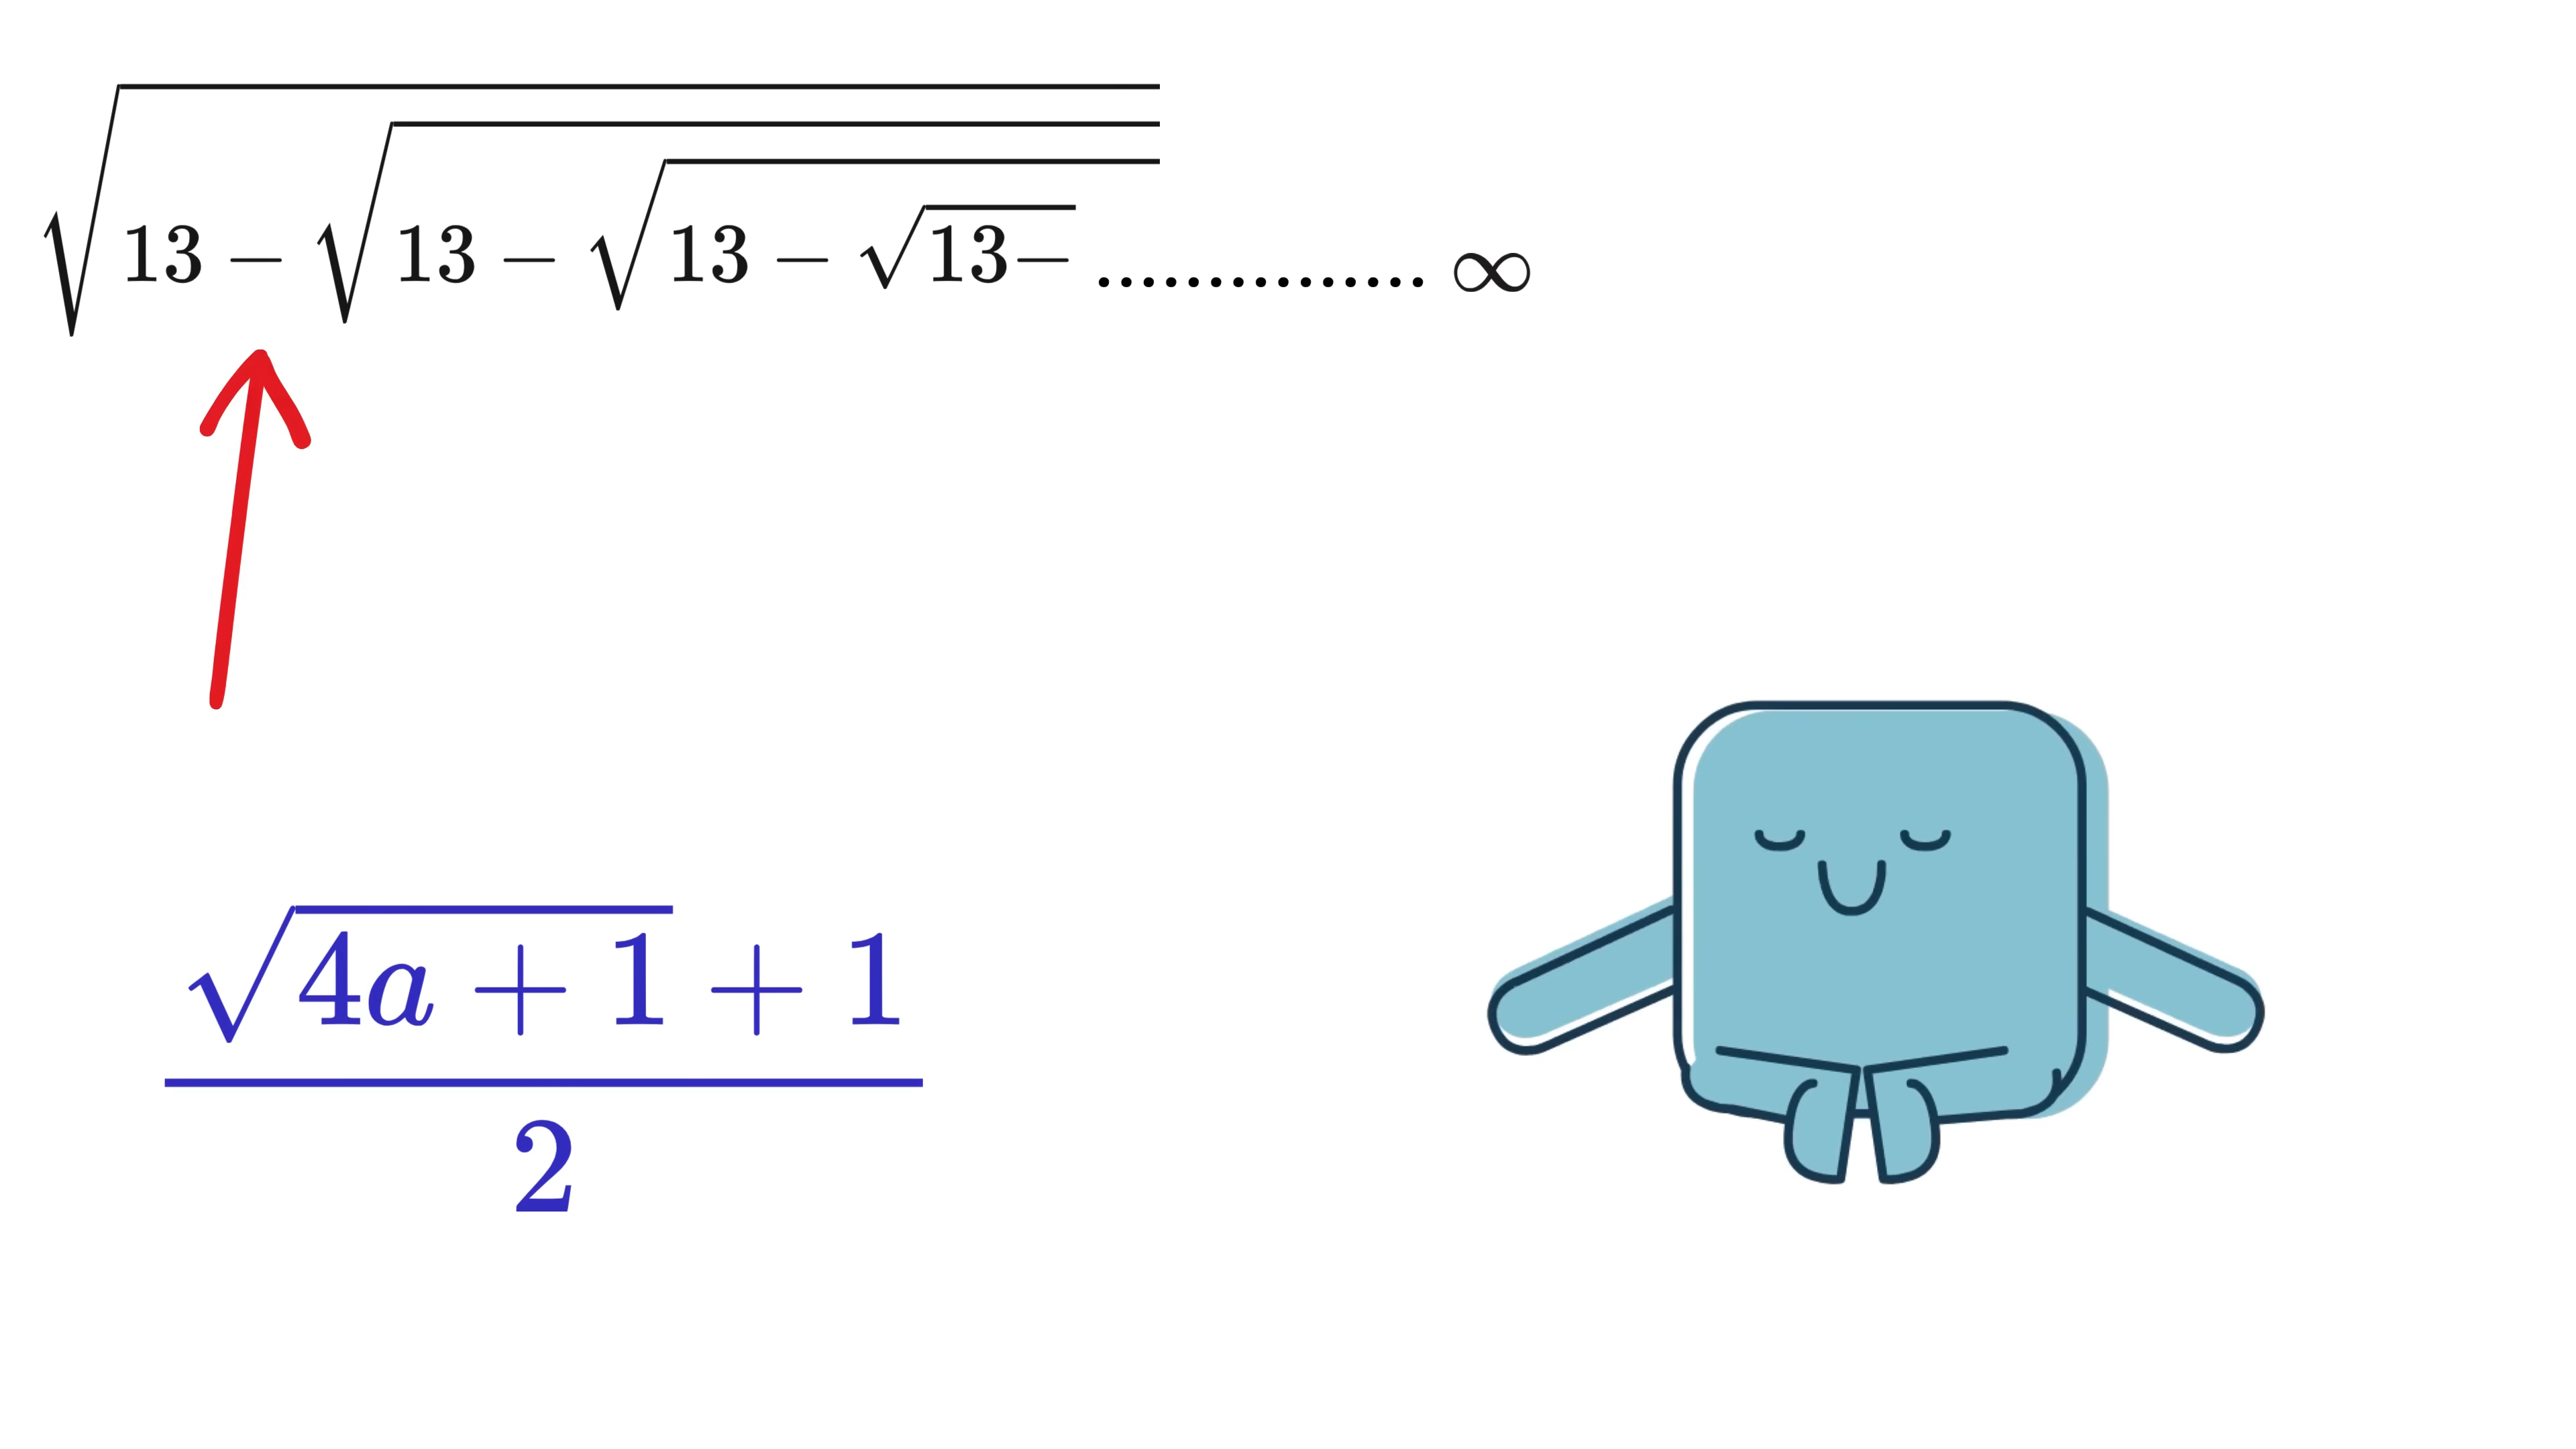 √(13 − √(13 − √(13 − √(13− ............... ∞
(√(4a + 1) + 1) / 2